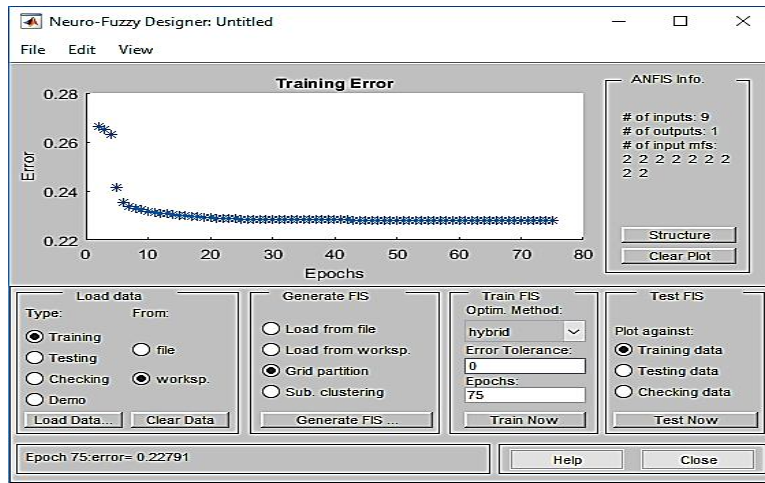 Neuro-Fuzzy Designer: Untitled
File Edit View
Training Error
0.28
0.26
0.24
0.22
Error
0 10 20 30 40 50 60 70 80
Epochs
ANFIS Info.
# of inputs: 9
# of outputs: 1
# of input mfs:
2 2 2 2 2 2 2
2 2
Structure
Clear Plot
Load data
Type: From:
Training
Testing
Checking
Demo
file
worksp.
Load Data... Clear Data
Generate FIS
Load from file
Load from worksp.
Grid partition
Sub. clustering
Generate FIS ...
Train FIS
Optim. Method:
hybrid
Error Tolerance:
0
Epochs:
75
Train Now
Test FIS
Plot against:
Training data
Testing data
Checking data
Test Now
Epoch 75:error= 0.22791
Help Close